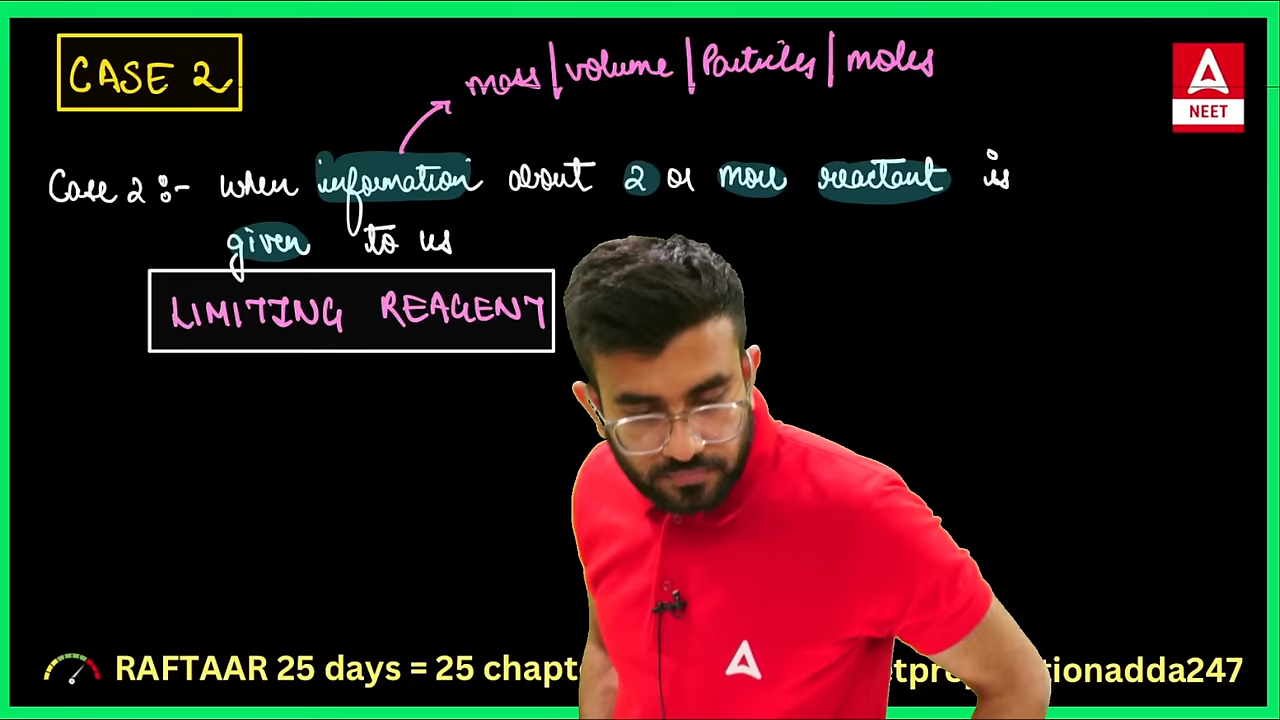 CASE 2
mass | volume | Particles | moles
NEET
Case 2 :- when information about 2 or more reactant is
given to us
LIMITING REAGENT
RAFTAAR 25 days = 25 chapt
tionadda247